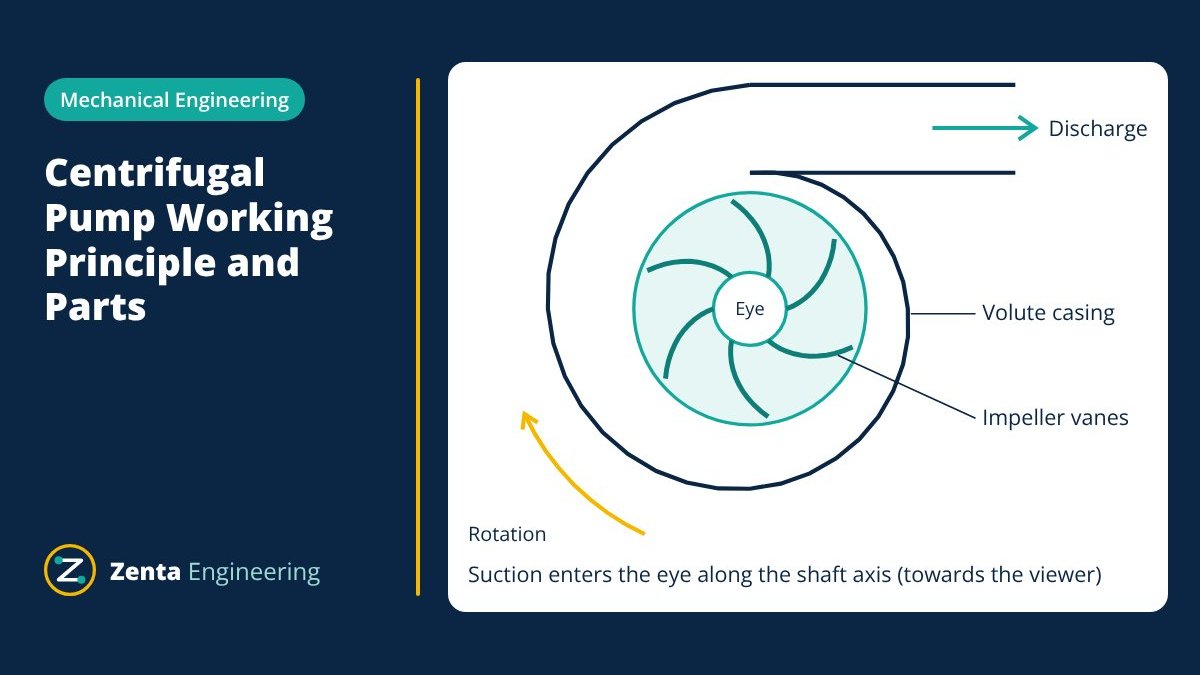 Mechanical Engineering
Centrifugal
Pump Working
Principle and
Parts
Zenta Engineering
Discharge
Eye
Volute casing
Impeller vanes
Rotation
Suction enters the eye along the shaft axis (towards the viewer)